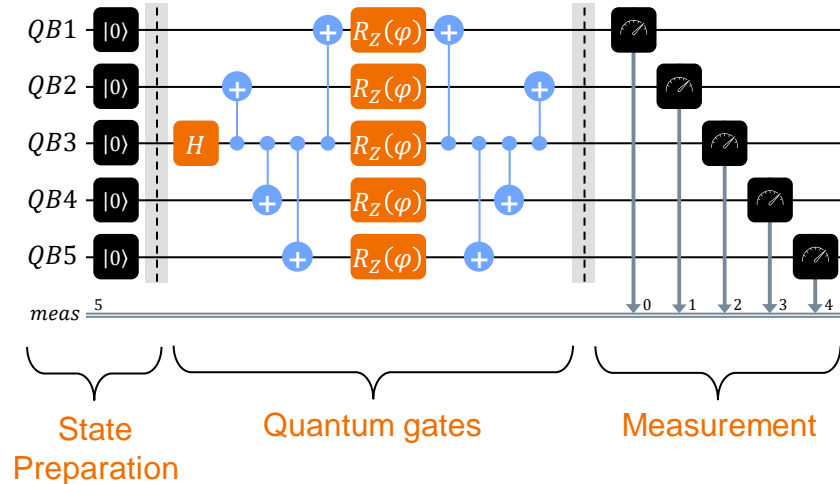 QB1 |0⟩ + R_Z(φ) +
QB2 |0⟩ + R_Z(φ) +
QB3 |0⟩ H R_Z(φ)
QB4 |0⟩ + R_Z(φ) +
QB5 |0⟩ + R_Z(φ) +
meas 5 0 1 2 3 4
State Preparation
Quantum gates
Measurement